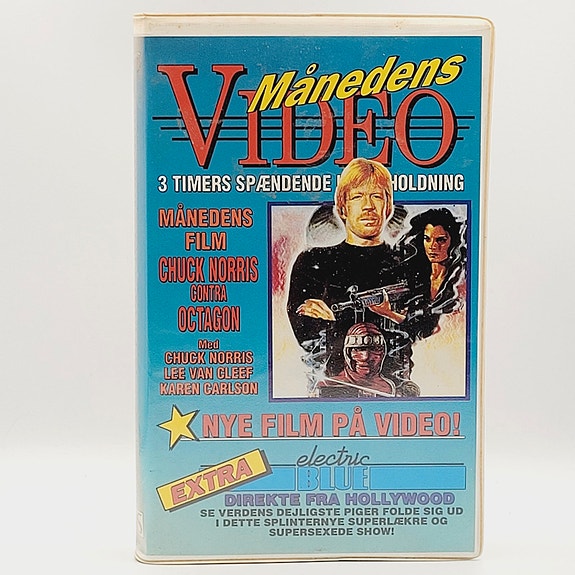 Månedens
VIDEO
3 TIMERS SPÆNDENDE HOLDNING
MÅNEDENS
FILM
CHUCK NORRIS
CONTRA
OCTAGON
Med
CHUCK NORRIS
LEE VAN CLEEF
KAREN CARLSON
NYE FILM PÅ VIDEO!
EXTRA
electric
BLUE
DIREKTE FRA HOLLYWOOD
SE VERDENS DEJLIGSTE PIGER FOLDE SIG UD
I DETTE SPLINTERNYE SUPERLÆKRE OG
SUPERSEXEDE SHOW!